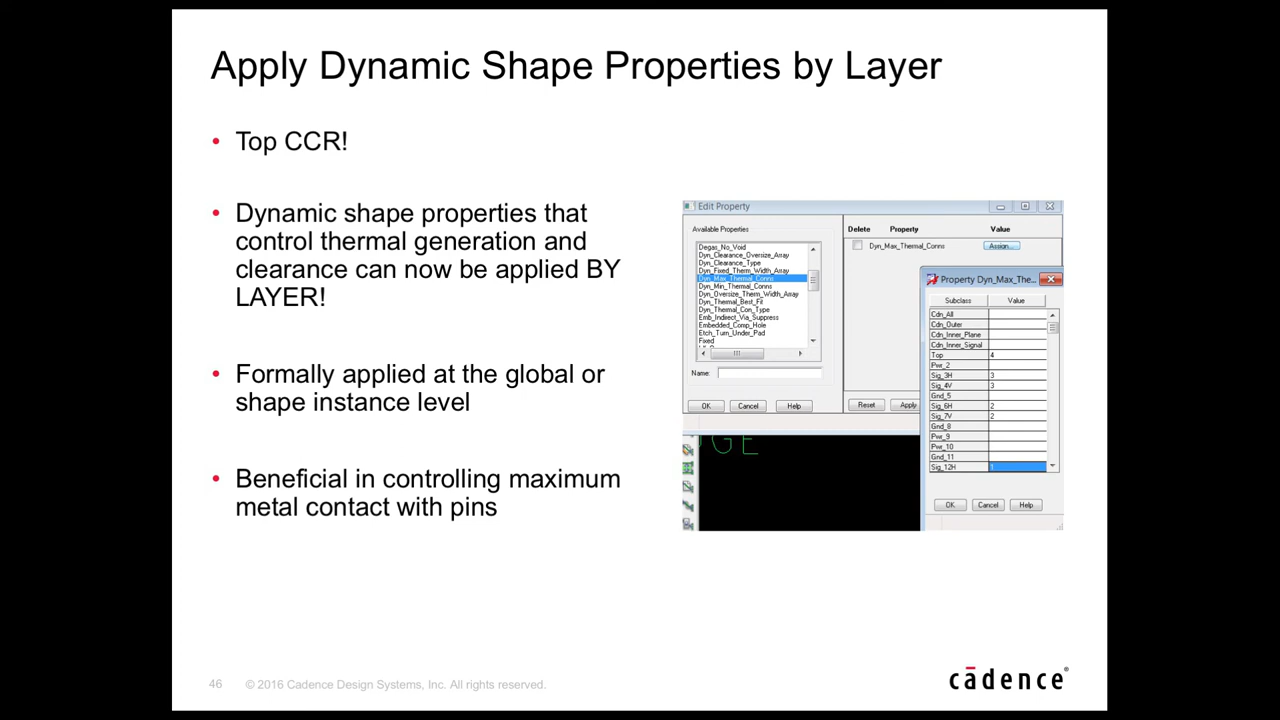 Apply Dynamic Shape Properties by Layer
• Top CCR!
• Dynamic shape properties that
control thermal generation and
clearance can now be applied BY
LAYER!
• Formally applied at the global or
shape instance level
• Beneficial in controlling maximum
metal contact with pins
Edit Property
Available Properties
Degas_No_Void
Dyn_Clearance_Oversize_Array
Dyn_Clearance_Type
Dyn_Fixed_Therm_Width_Array
Dyn_Max_Thermal_Conns
Dyn_Min_Thermal_Conns
Dyn_Oversize_Therm_Width_Array
Dyn_Thermal_Best_Fit
Dyn_Thermal_Con_Type
Emb_Indirect_Via_Suppress
Embedded_Comp_Hole
Etch_Turn_Under_Pad
Fixed
Name:
OK Cancel Help
Delete Property Value
Dyn_Max_Thermal_Conns Assign...
Reset Apply
Property Dyn_Max_The...
Subclass Value
Cdn_All
Cdn_Outer
Cdn_Inner_Plane
Cdn_Inner_Signal
Top 4
Pwr_2
Sig_3H 3
Sig_4V 3
Gnd_5
Sig_6H 2
Sig_7V 2
Gnd_8
Pwr_9
Pwr_10
Gnd_11
Sig_12H 1
OK Cancel Help
46 © 2016 Cadence Design Systems, Inc. All rights reserved.
cādence®